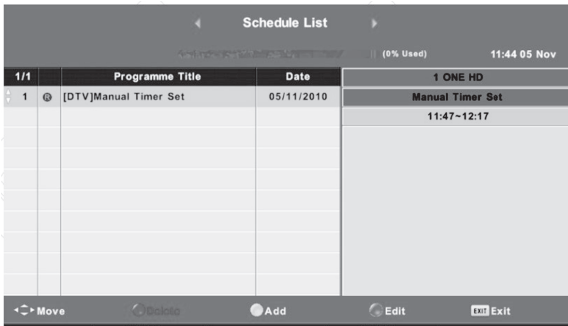 Schedule List
(0% Used) 11:44 05 Nov
1/1 Programme Title Date 1 ONE HD
1 R [DTV]Manual Timer Set 05/11/2010 Manual Timer Set
11:47~12:17
Move Delete Add Edit EXIT Exit